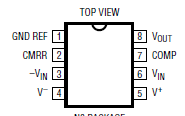 TOP VIEW
GND REF 1
CMRR 2
–VIN 3
V– 4
8 VOUT
7 COMP
6 VIN
5 V+